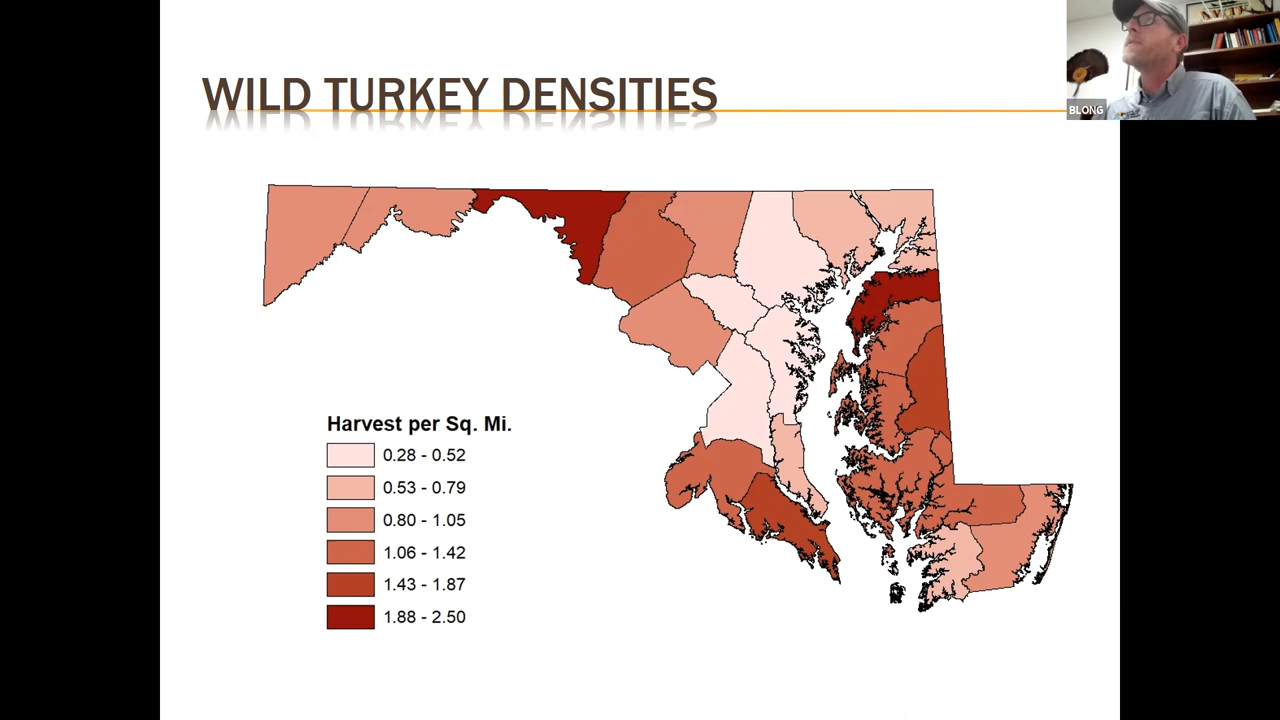 WILD TURKEY DENSITIES
BLONG
Harvest per Sq. Mi.
0.28 - 0.52
0.53 - 0.79
0.80 - 1.05
1.06 - 1.42
1.43 - 1.87
1.88 - 2.50